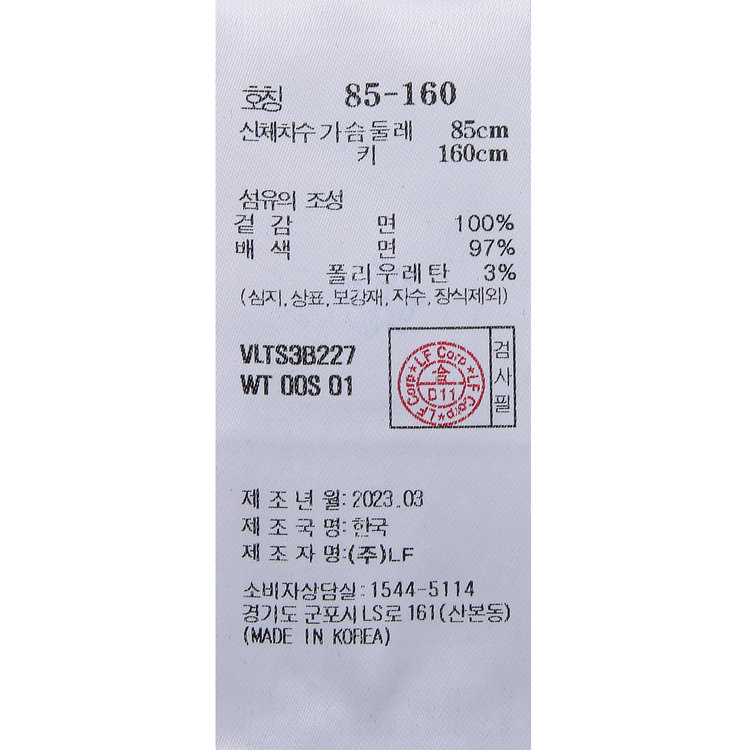 호칭 85-160
신체치수 가슴둘레 85cm
키 160cm
섬유의 조성
겉감 면 100%
배색 면 97%
폴리우레탄 3%
(심지,상표,보강재,자수,장식제외)
VLTS3B227
WT 00S 01
★LF Corp★LF Corp★LF Corp
합
D11
검사필
제조년월:2023.03
제조국명:한국
제조자명:(주)LF
소비자상담실:1544-5114
경기도 군포시 LS로 161(산본동)
(MADE IN KOREA)